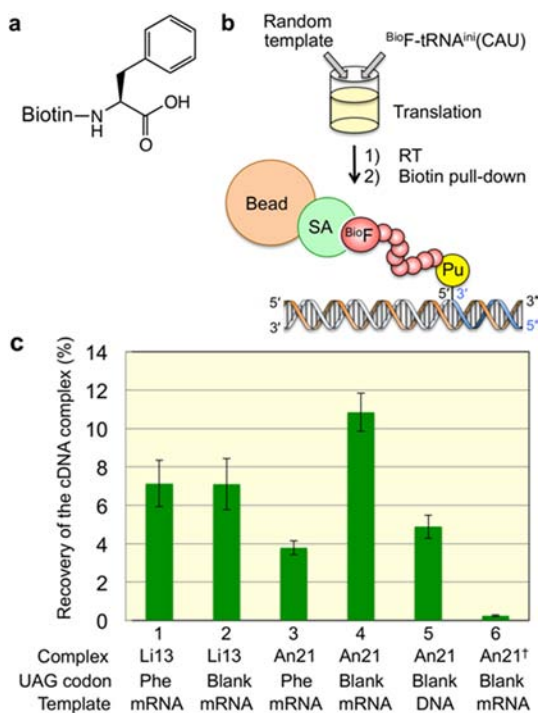 a
b
Biotin
N
H
OH
O
Random
template
BioF-tRNAini(CAU)
Translation
1) RT
2) Biotin pull-down
Bead
SA
BioF
Pu
5' 3'
5' 3'
3' 5'
c
Recovery of the cDNA complex (%)
14
12
10
8
6
4
2
0
1 2 3 4 5 6
Complex Li13 Li13 An21 An21 An21 An21†
UAG codon Phe Blank Phe Blank Blank Blank
Template mRNA mRNA mRNA mRNA DNA mRNA